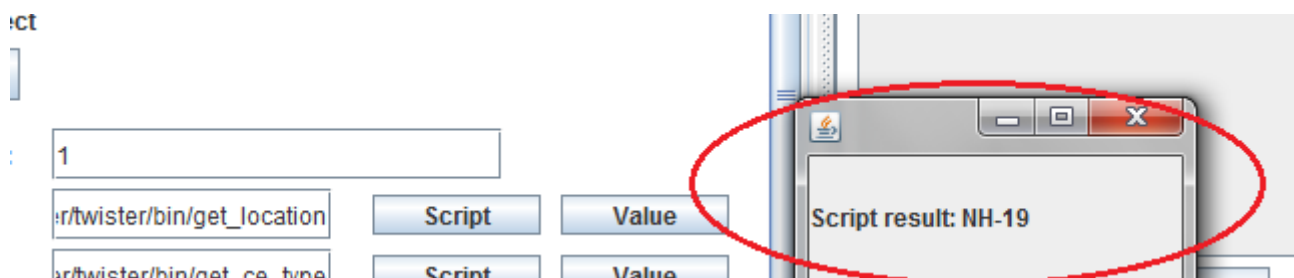 ect
1
er/twister/bin/get_location Script Value
Script result: NH-19
er/twister/bin/get_ce_type Script Value